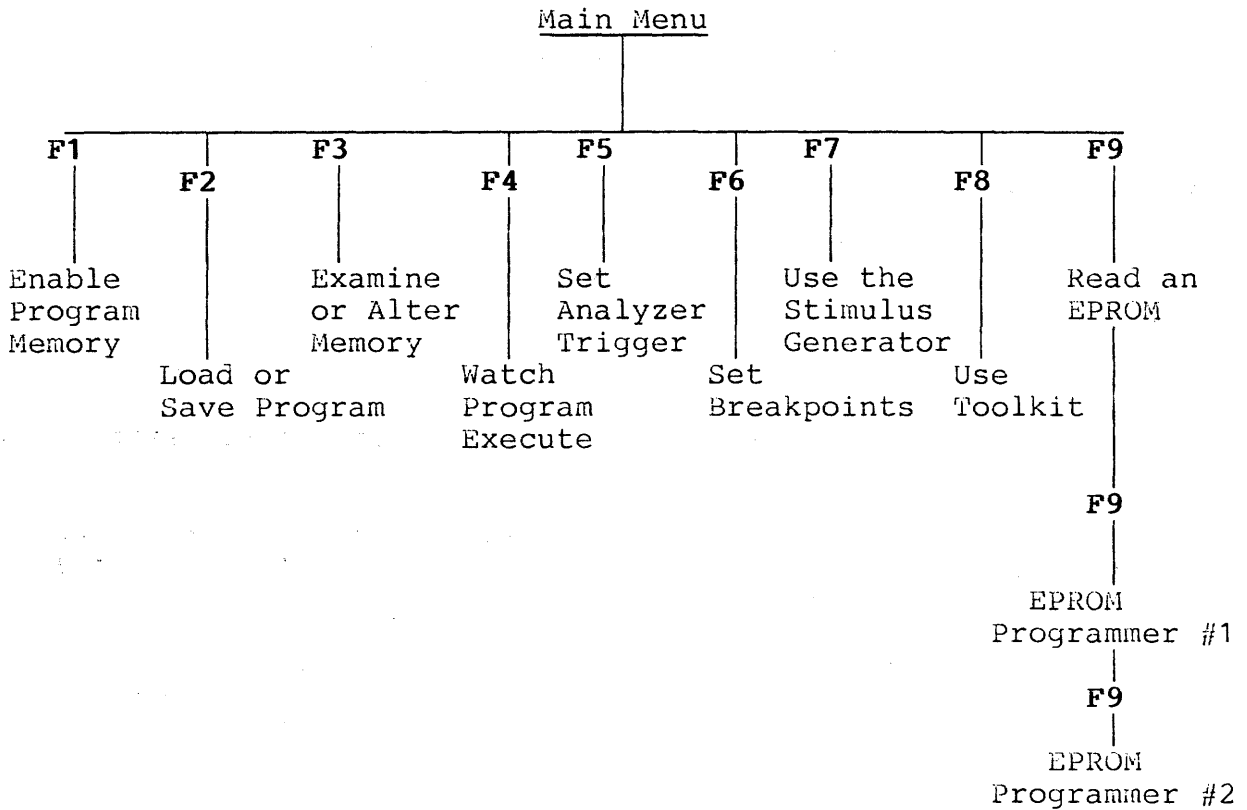 Main Menu
F1
F2
F3
F4
F5
F6
F7
F8
F9
Enable
Program
Memory
Load or
Save Program
Examine
or Alter
Memory
Watch
Program
Execute
Set
Analyzer
Trigger
Set
Breakpoints
Use the
Stimulus
Generator
Use
Toolkit
Read an
EPROM
F9
EPROM
Programmer #1
F9
EPROM
Programmer #2